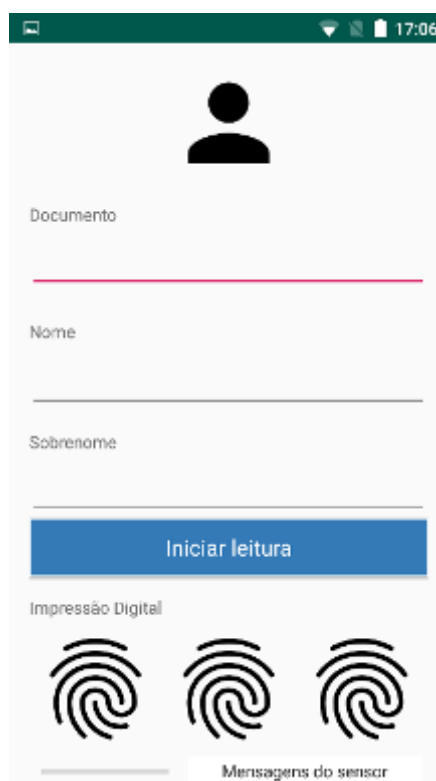 17:06
Documento
Nome
Sobrenome
Iniciar leitura
Impressão Digital
Mensagens do sensor